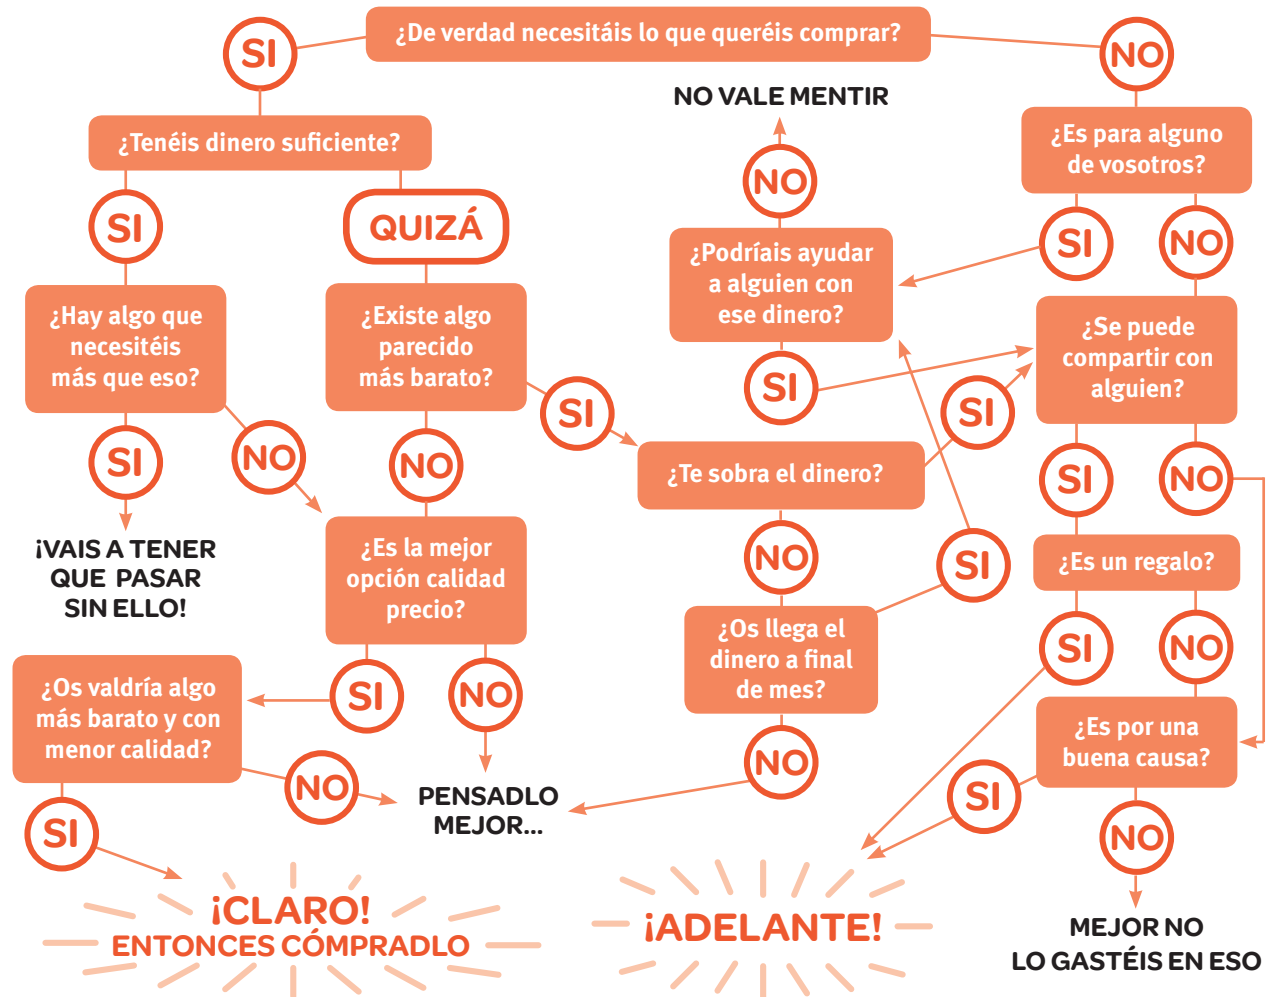 ¿De verdad necesitáis lo que queréis comprar?
SI
NO
NO VALE MENTIR
¿Tenéis dinero suficiente?
¿Es para alguno
de vosotros?
NO
SI
QUIZÁ
SI
NO
¿Podríais ayudar
a alguien con
ese dinero?
¿Hay algo que
necesitéis
más que eso?
¿Existe algo
parecido
más barato?
¿Se puede
compartir con
alguien?
SI
SI
SI
SI
NO
NO
¿Te sobra el dinero?
SI
NO
¡VAIS A TENER
QUE PASAR
SIN ELLO!
¿Es la mejor
opción calidad
precio?
NO
SI
¿Es un regalo?
¿Os llega el
dinero a final
de mes?
SI
NO
¿Os valdría algo
más barato y con
menor calidad?
SI
NO
¿Es por una
buena causa?
NO
NO
SI
PENSADLO
MEJOR...
SI
NO
¡CLARO!
ENTONCES CÓMPRADLO
¡ADELANTE!
MEJOR NO
LO GASTÉIS EN ESO